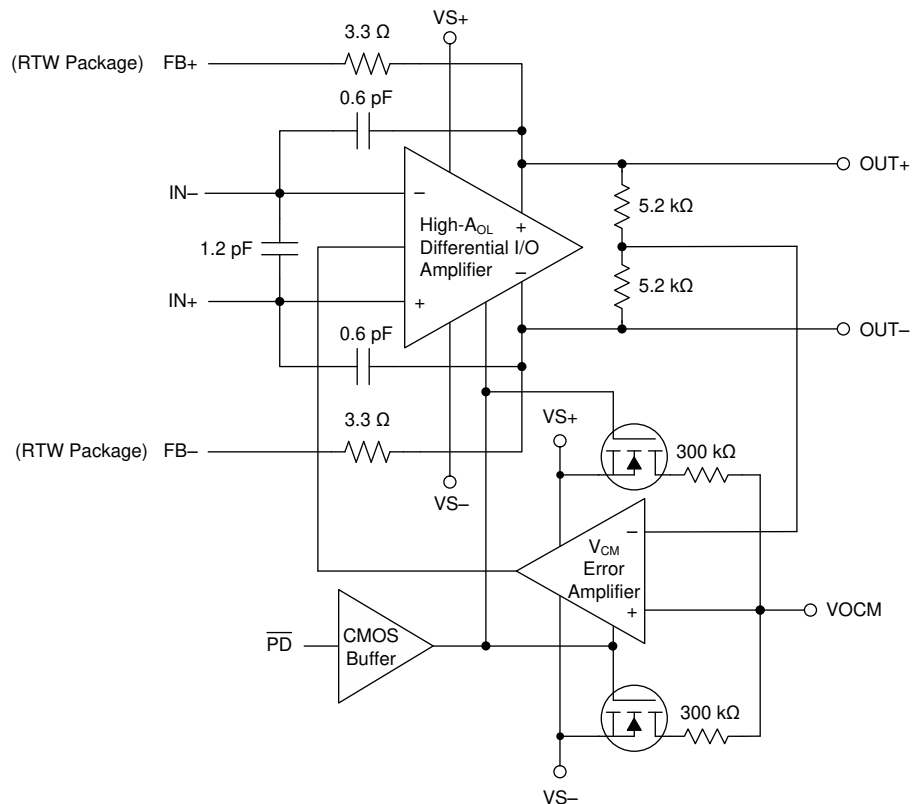 VS+
3.3 Ω
(RTW Package) FB+
0.6 pF
OUT+
IN–
–
5.2 kΩ
High-AOL
Differential I/O
Amplifier
+
–
1.2 pF
5.2 kΩ
IN+
+
OUT–
0.6 pF
3.3 Ω
VS+
(RTW Package) FB–
300 kΩ
VS–
–
VCM
Error
Amplifier
+
VOCM
PD
CMOS
Buffer
300 kΩ
VS–